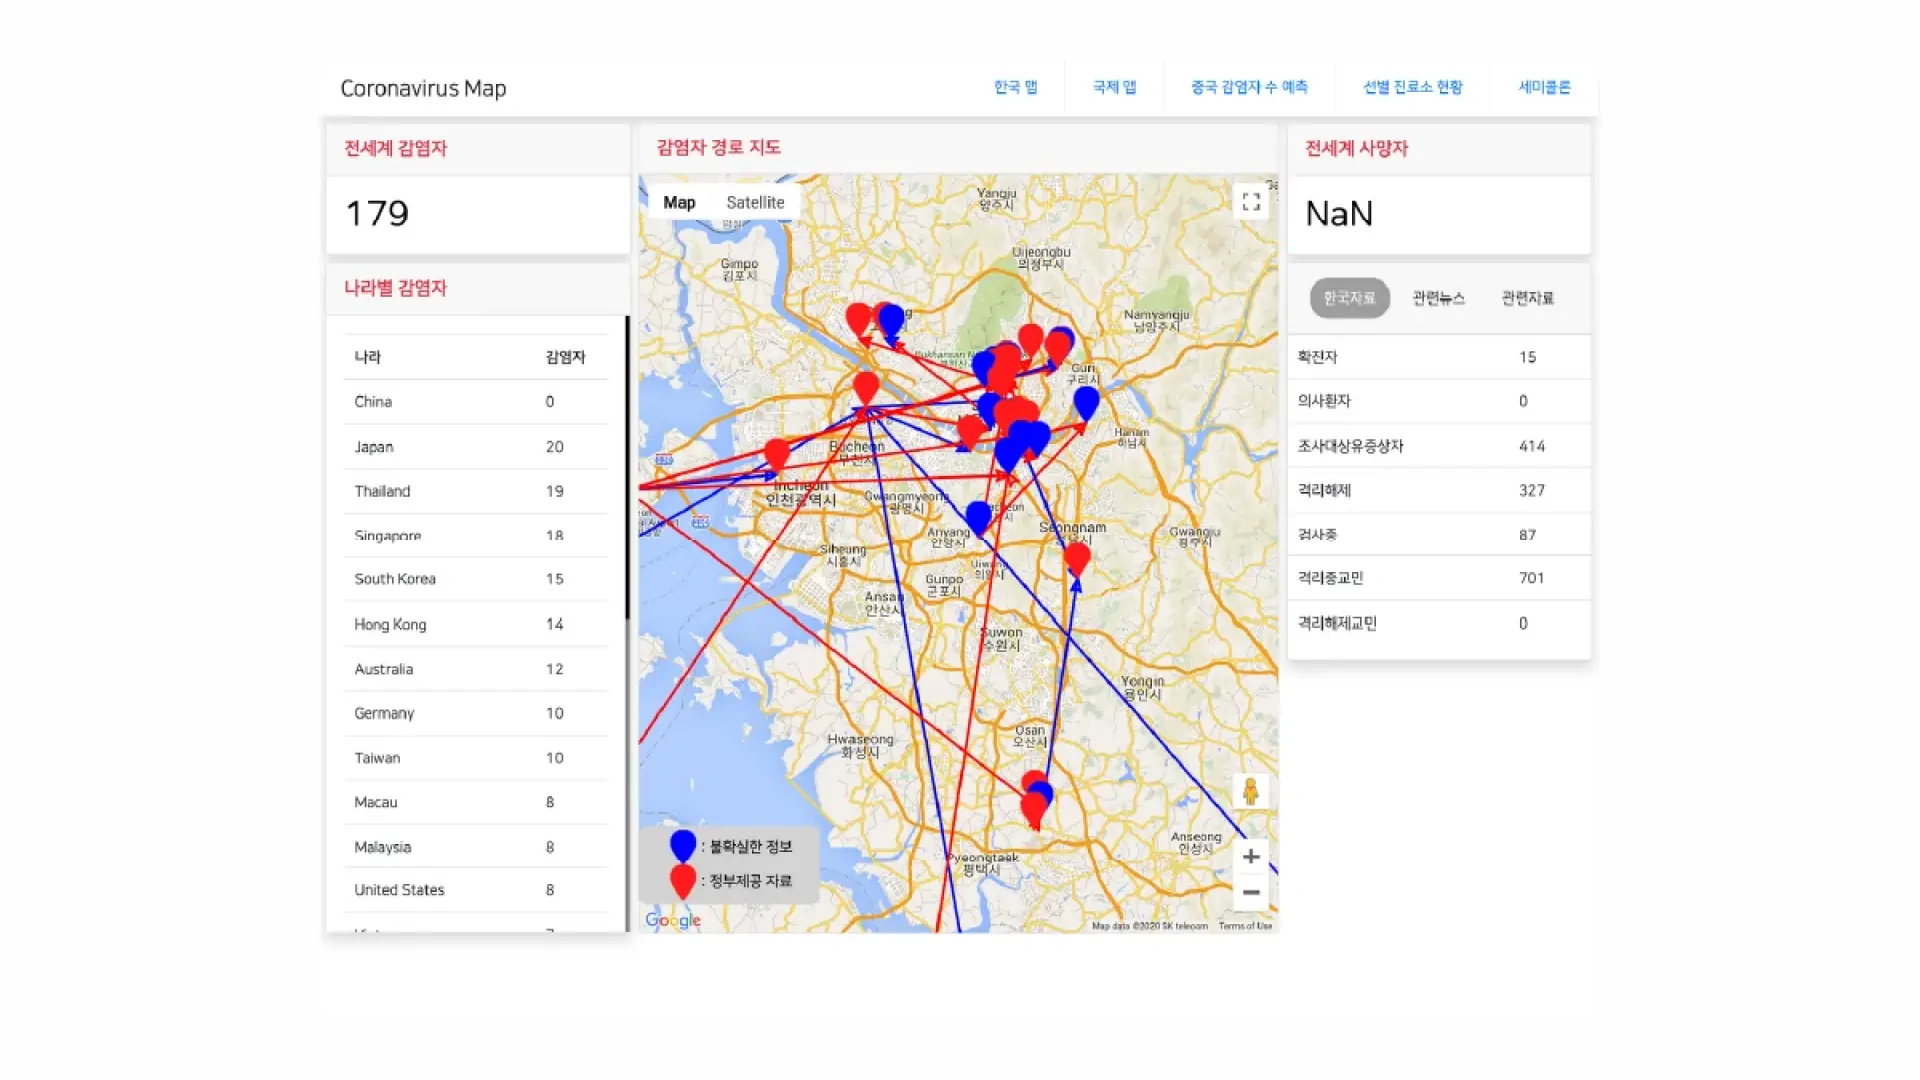 Coronavirus Map
한국 맵
국제 맵
중국 감염자 수 예측
선별 진료소 현황
세미콜론
전세계 감염자
179
나라별 감염자
나라 감염자
China 0
Japan 20
Thailand 19
Singapore 18
South Korea 15
Hong Kong 14
Australia 12
Germany 10
Taiwan 10
Macau 8
Malaysia 8
United States 8
감염자 경로 지도
Map Satellite
Yangju
양주시
Uijeongbu
의정부시
Gimpo
김포시
Namyangju
남양주시
Guri
구리시
Hanam
하남시
Bucheon
부천시
Incheon
인천광역시
Gwangmyeong
광명시
Anyang
안양시
Seongnam
Gwangju
광주시
Siheung
시흥시
Uiwang
의왕시
Gunpo
군포시
Ansan
안산시
Suwon
수원시
Yongin
용인시
Osan
오산시
Hwaseong
화성시
Anseong
안성시
Pyeongtaek
평택시
: 불확실한 정보
: 정부제공 자료
Google
Map data ©2020 SK telecom Terms of Use
전세계 사망자
NaN
한국자료 관련뉴스 관련자료
확진자 15
의사환자 0
조사대상유증상자 414
격리해제 327
검사중 87
격리중교민 701
격리해제교민 0